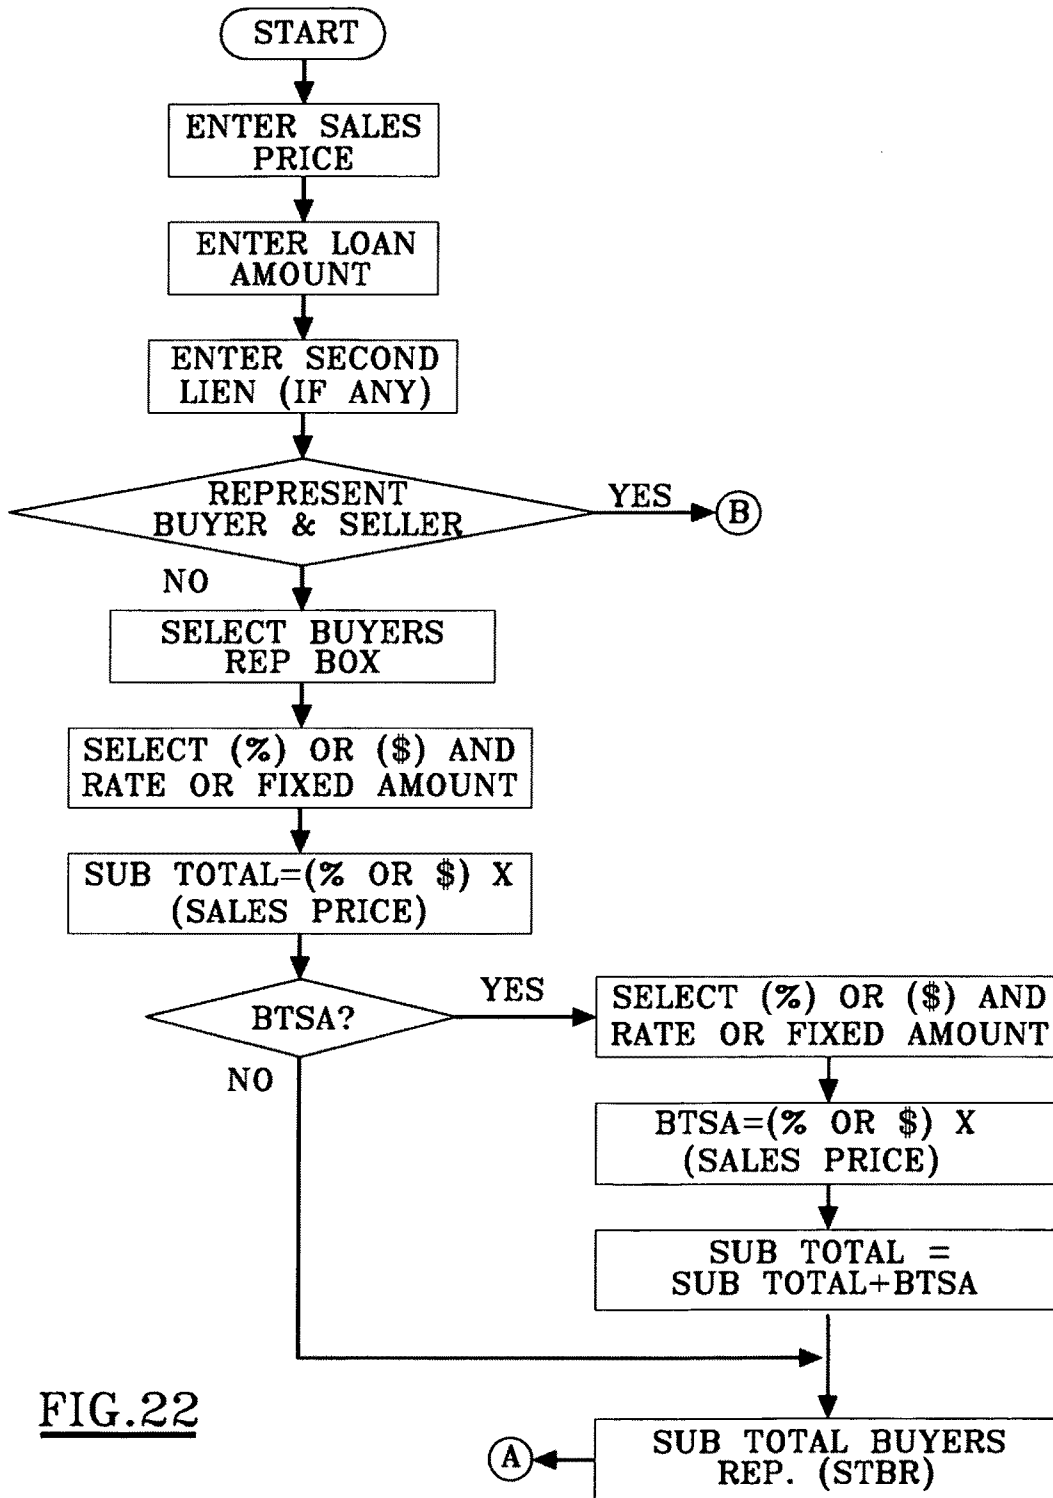 START
ENTER SALES
PRICE
ENTER LOAN
AMOUNT
ENTER SECOND
LIEN (IF ANY)
REPRESENT
BUYER & SELLER
YES
B
NO
SELECT BUYERS
REP BOX
SELECT (%) OR ($) AND
RATE OR FIXED AMOUNT
SUB TOTAL=(% OR $) X
(SALES PRICE)
BTSA?
YES
NO
SELECT (%) OR ($) AND
RATE OR FIXED AMOUNT
BTSA=(% OR $) X
(SALES PRICE)
SUB TOTAL =
SUB TOTAL+BTSA
SUB TOTAL BUYERS
REP. (STBR)
A
FIG.22